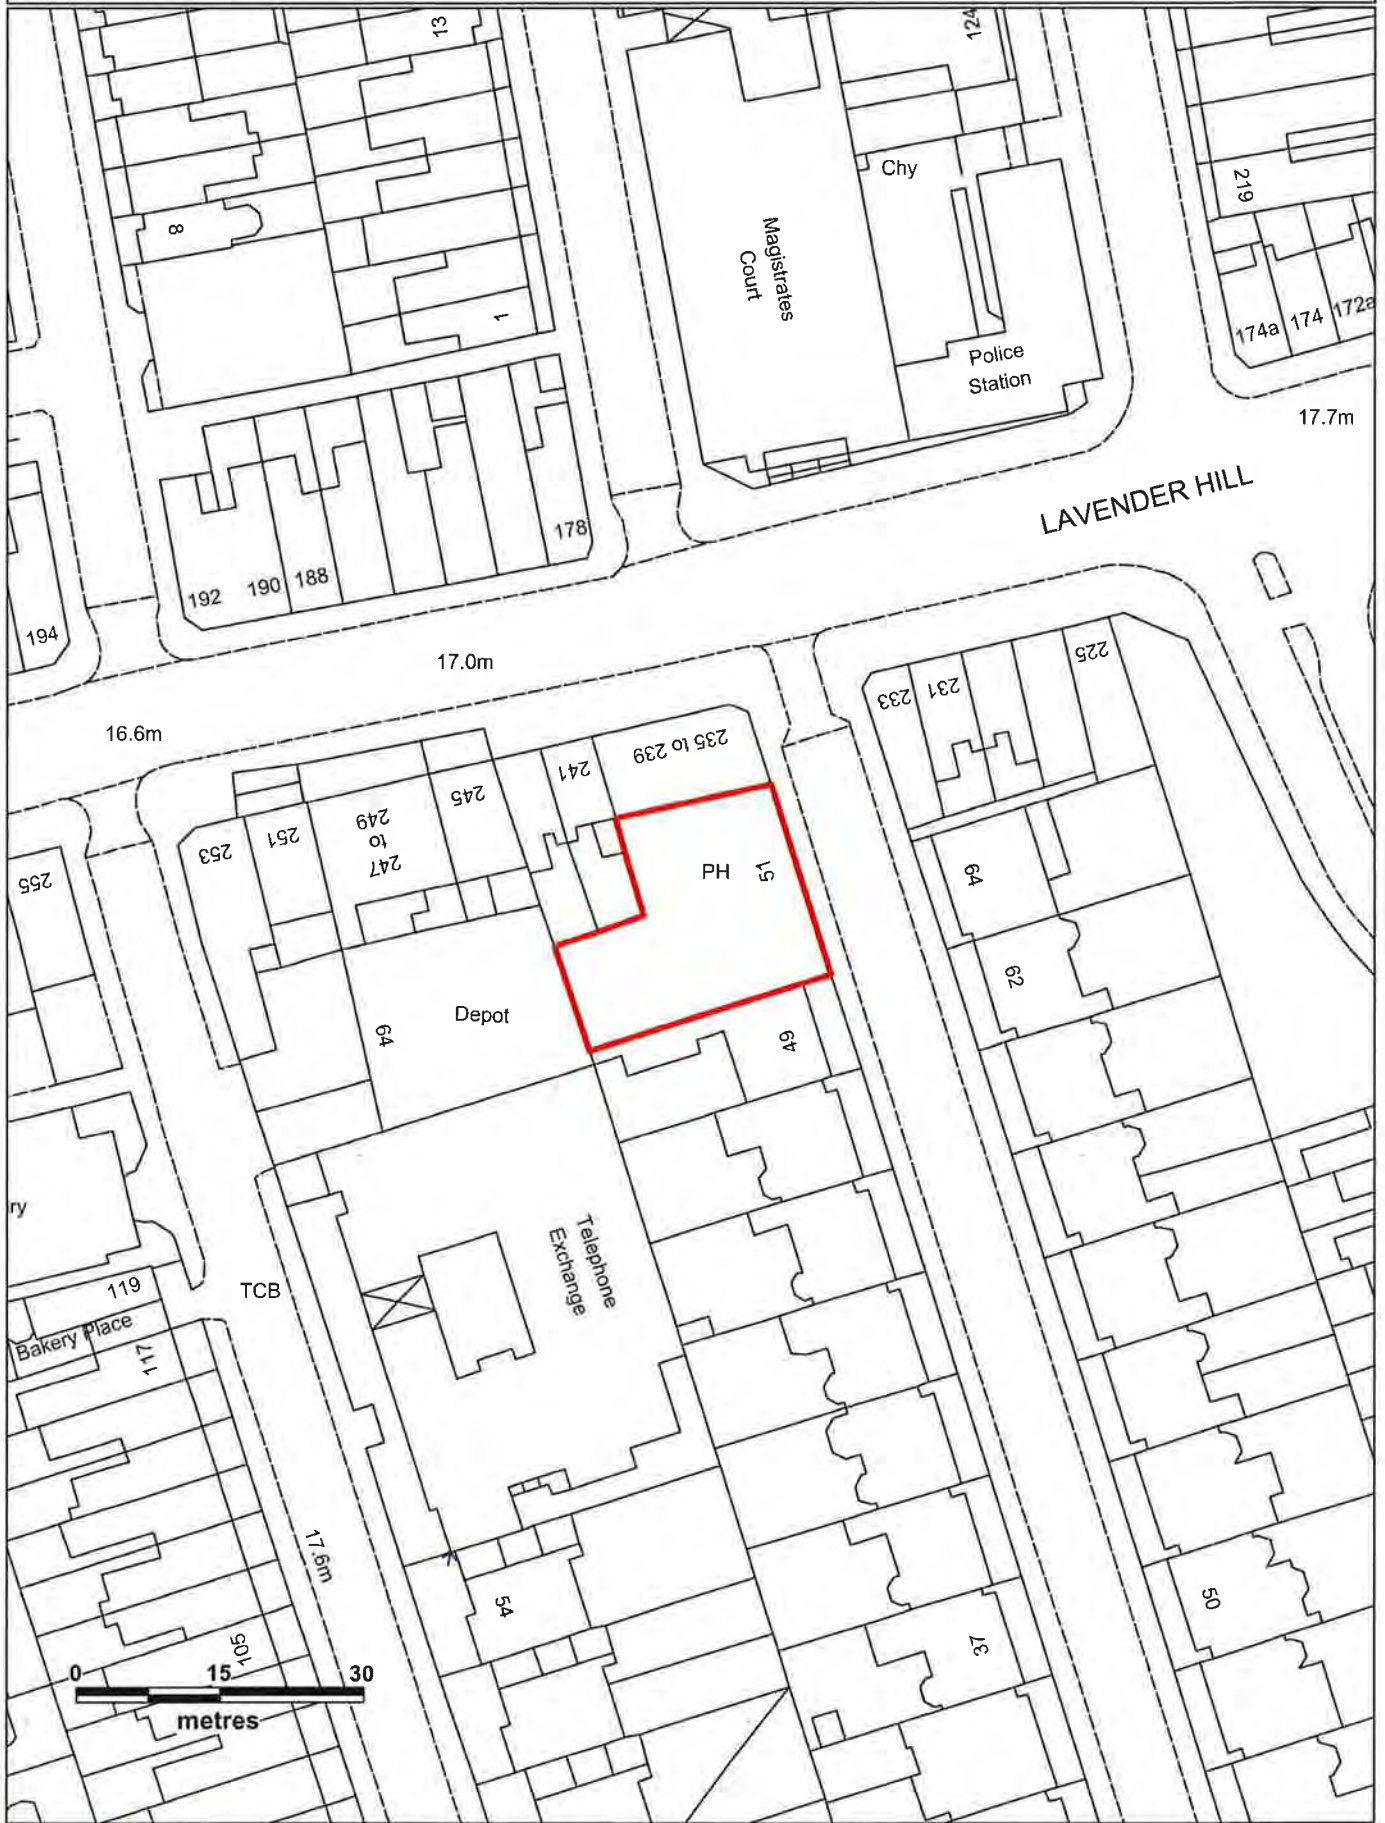 13
124
Chy
219
8
Magistrates
Court
1
174a
174
172a
Police
Station
17.7m
LAVENDER HILL
178
188
190
192
194
17.0m
225
231
233
16.6m
235 to 239
241
245
247
to
249
251
253
255
PH
51
64
62
Depot
64
49
ry
Telephone
Exchange
TCB
119
Bakery Place
117
17.6m
54
50
37
105
0 15 30
metres